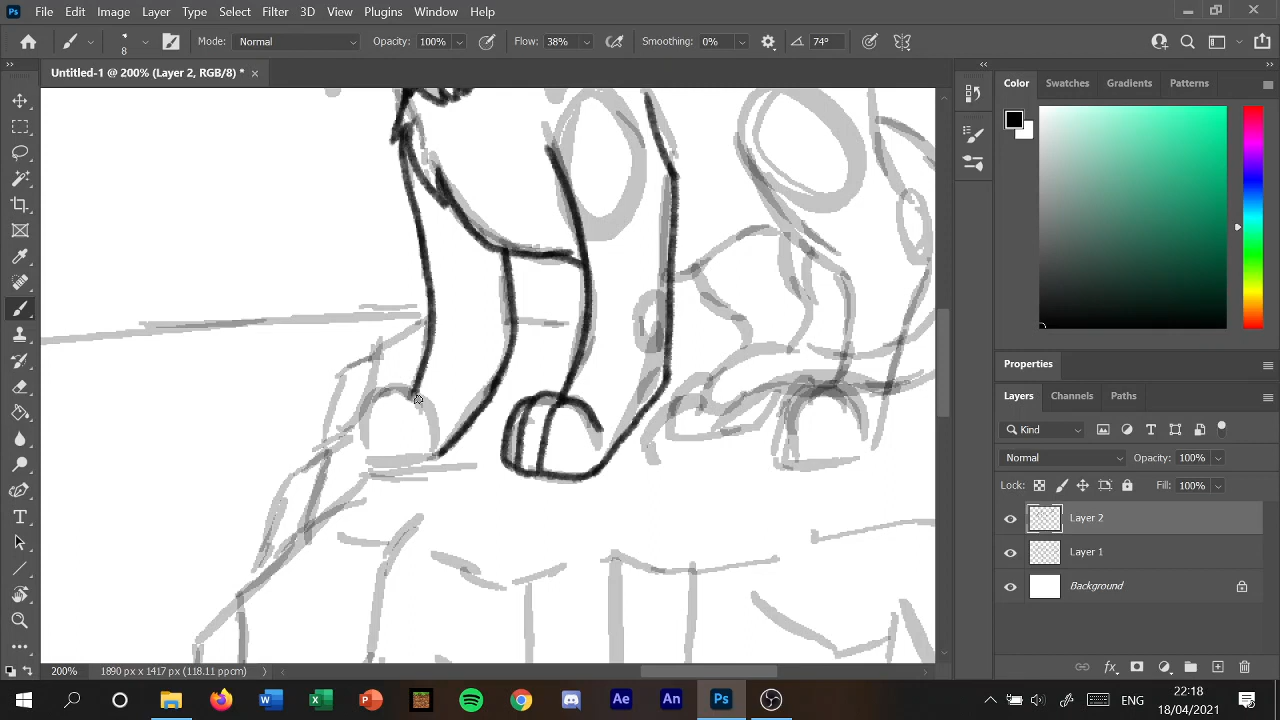 Ps File Edit Image Layer Type Select Filter 3D View Plugins Window Help
8 Mode: Normal Opacity: 100% Flow: 38% Smoothing: 0% 74°
Untitled-1 @ 200% (Layer 2, RGB/8) *
Color Swatches Gradients Patterns
Properties
Layers Channels Paths
Kind
Normal Opacity: 100%
Lock: Fill: 100%
Layer 2
Layer 1
Background
200% 1890 px x 1417 px (118.11 ppcm)
Ae An Ps ENG 22:18
18/04/2021